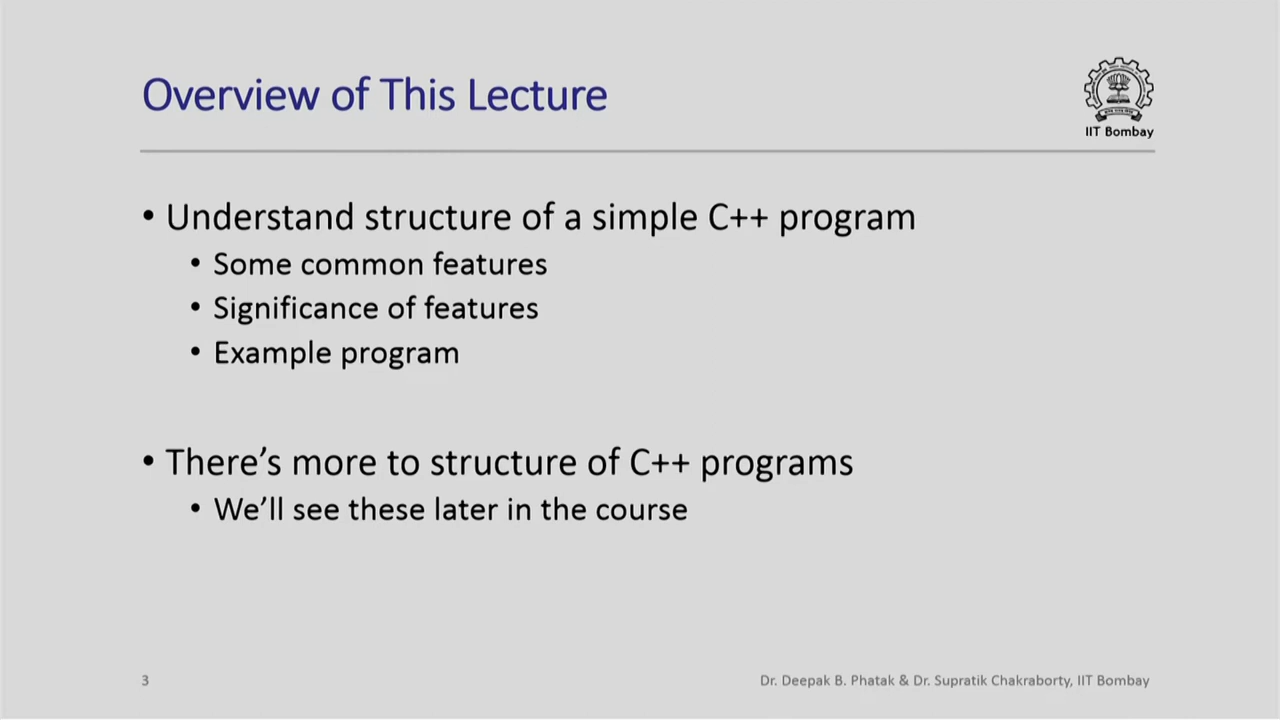 Overview of This Lecture
IIT Bombay
• Understand structure of a simple C++ program
• Some common features
• Significance of features
• Example program
• There’s more to structure of C++ programs
• We’ll see these later in the course
3
Dr. Deepak B. Phatak & Dr. Supratik Chakraborty, IIT Bombay